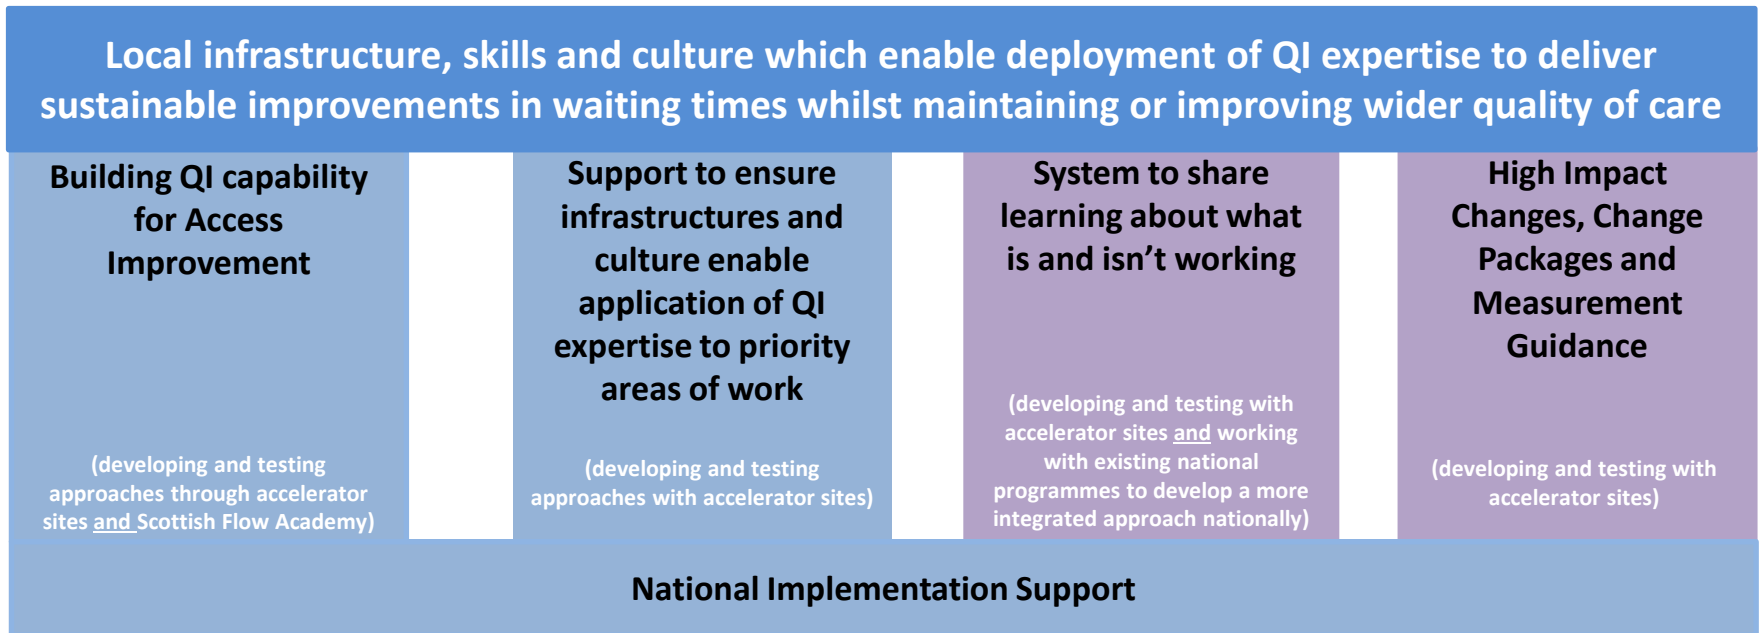 Local infrastructure, skills and culture which enable deployment of QI expertise to deliver
sustainable improvements in waiting times whilst maintaining or improving wider quality of care
Building QI capability
for Access
Improvement
(developing and testing
approaches through accelerator
sites and Scottish Flow Academy)
Support to ensure
infrastructures and
culture enable
application of QI
expertise to priority
areas of work
(developing and testing
approaches with accelerator sites)
System to share
learning about what
is and isn’t working
(developing and testing with
accelerator sites and working
with existing national
programmes to develop a more
integrated approach nationally)
High Impact
Changes, Change
Packages and
Measurement
Guidance
(developing and testing with
accelerator sites)
National Implementation Support